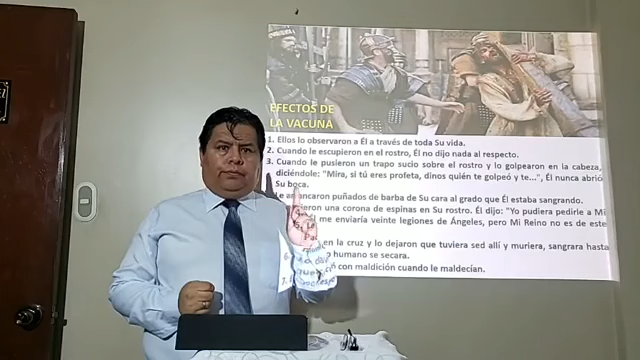 EFECTOS DE
LA VACUNA
1. Ellos lo observaron a Él a través de toda Su vida.
2. Cuando le escupieron en el rostro, Él no dijo nada al respecto.
3. Cuando le pusieron un trapo sucio sobre el rostro y lo golpearon en la cabeza,
diciéndole: "Mira, si tú eres profeta, dinos quién te golpeó y te...", Él nunca abrió
Su boca.
Le arrancaron puñados de barba de Su cara al grado que Él estaba sangrando.
una corona de espinas en Su rostro. Él dijo: "Yo pudiera pedirle a Mi
me enviaría veinte legiones de Ángeles, pero Mi Reino no es de este
en la cruz y lo dejaron que tuviera sed allí y muriera, sangrara hasta
humano se secara.
con maldición cuando le maldecían.